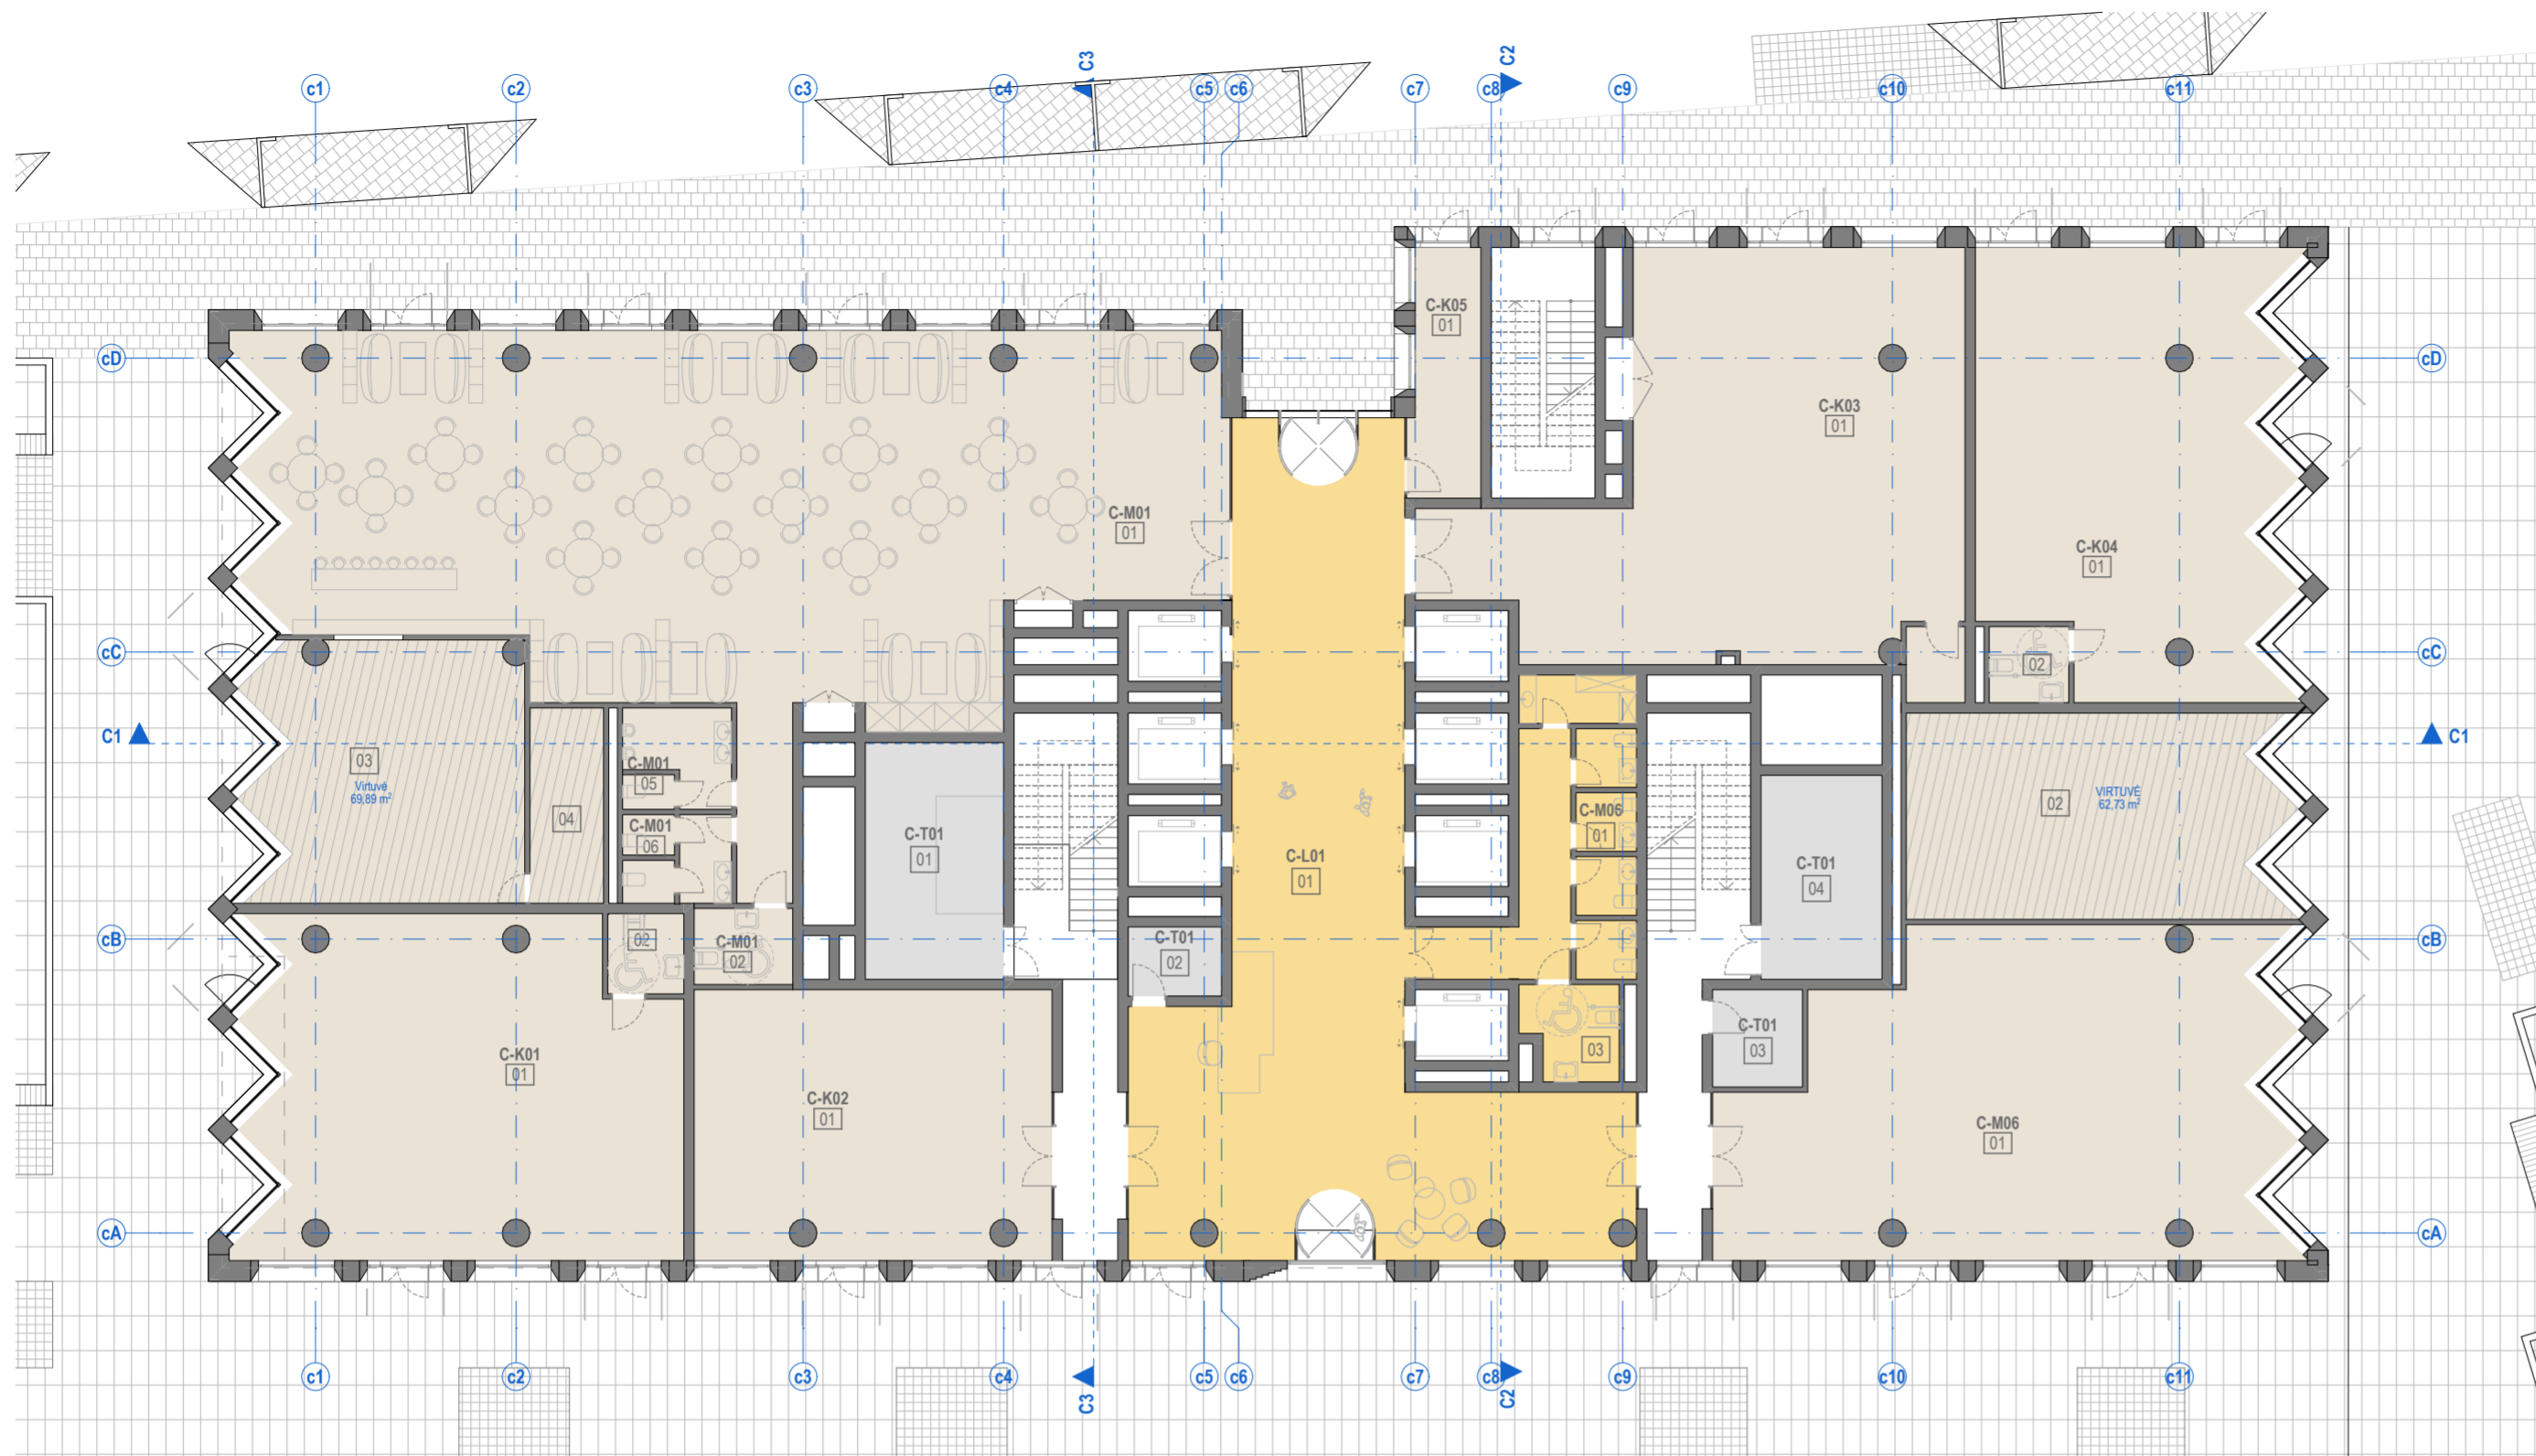 C3
C2
c1
c2
c3
c4
c5
c6
c7
c8
c9
c10
c11
C-K05
01
cD
cD
C-K03
01
C-M01
01
C-K04
01
cC
cC
02
C1
C1
03
Virtuvė
69,89 m²
C-M01
05
04
C-M01
06
C-T01
01
C-L01
01
C-M06
01
C-T01
04
02
VIRTUVĖ
62,73 m²
cB
cB
02
C-M01
02
C-T01
02
03
C-T01
03
C-K01
01
C-K02
01
C-M06
01
cA
cA
c1
c2
c3
c4
c5
c6
c7
c8
c9
c10
c11
C3
C2